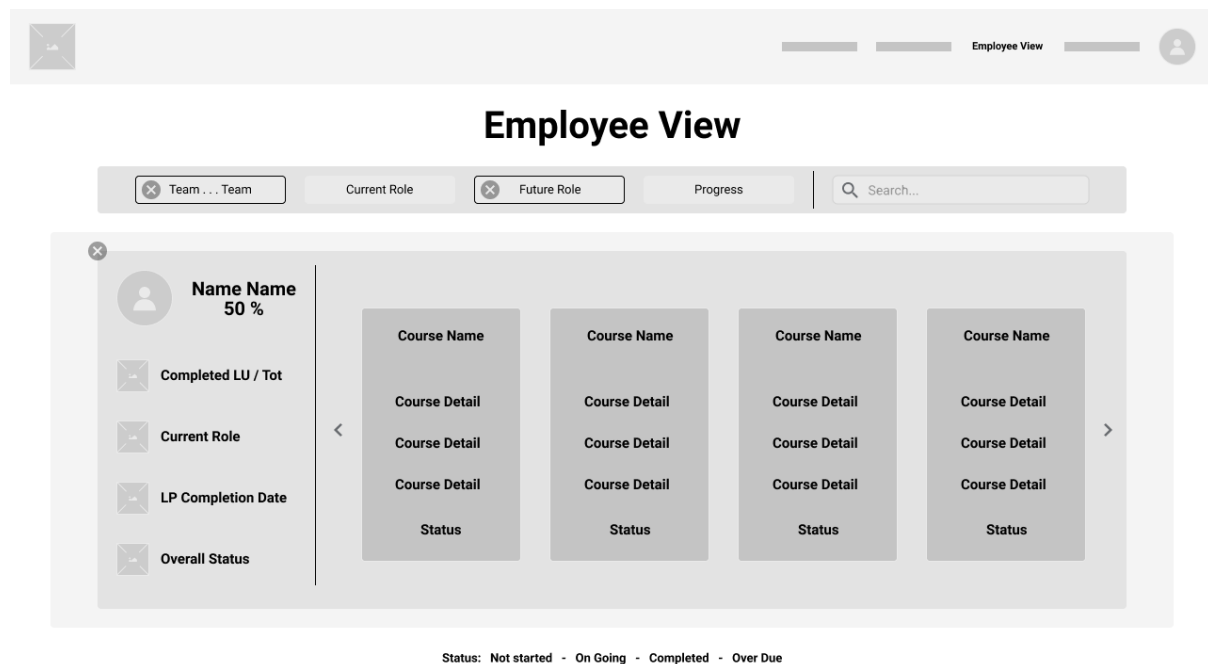 Employee View
Employee View
Team . . . Team
Current Role
Future Role
Progress
Search...
Name Name
50 %
Completed LU / Tot
Current Role
LP Completion Date
Overall Status
Course Name
Course Detail
Course Detail
Course Detail
Status
Course Name
Course Detail
Course Detail
Course Detail
Status
Course Name
Course Detail
Course Detail
Course Detail
Status
Course Name
Course Detail
Course Detail
Course Detail
Status
Status: Not started - On Going - Completed - Over Due